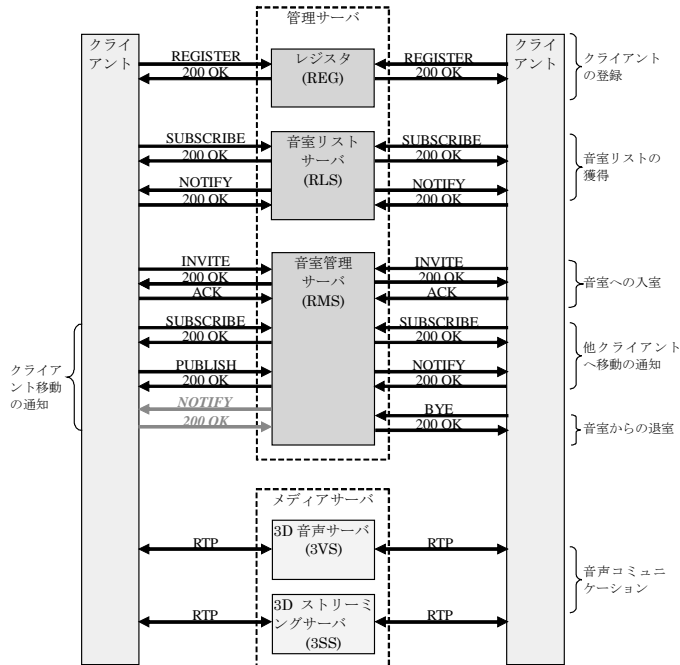 管理サーバ
クライ
アント
クライ
アント
レジスタ
(REG)
REGISTER
200 OK
REGISTER
200 OK
クライアント
の登録
音室リスト
サーバ
(RLS)
SUBSCRIBE
200 OK
NOTIFY
200 OK
SUBSCRIBE
200 OK
NOTIFY
200 OK
音室リストの
獲得
音室管理
サーバ
(RMS)
INVITE
200 OK
ACK
INVITE
200 OK
ACK
音室への入室
SUBSCRIBE
200 OK
PUBLISH
200 OK
NOTIFY
200 OK
クライア
ント移動
の通知
SUBSCRIBE
200 OK
NOTIFY
200 OK
他クライアント
へ移動の通知
BYE
200 OK
音室からの退室
メディアサーバ
3D 音声サーバ
(3VS)
RTP
RTP
3D ストリーミ
ングサーバ
(3SS)
RTP
RTP
音声コミュニ
ケーション